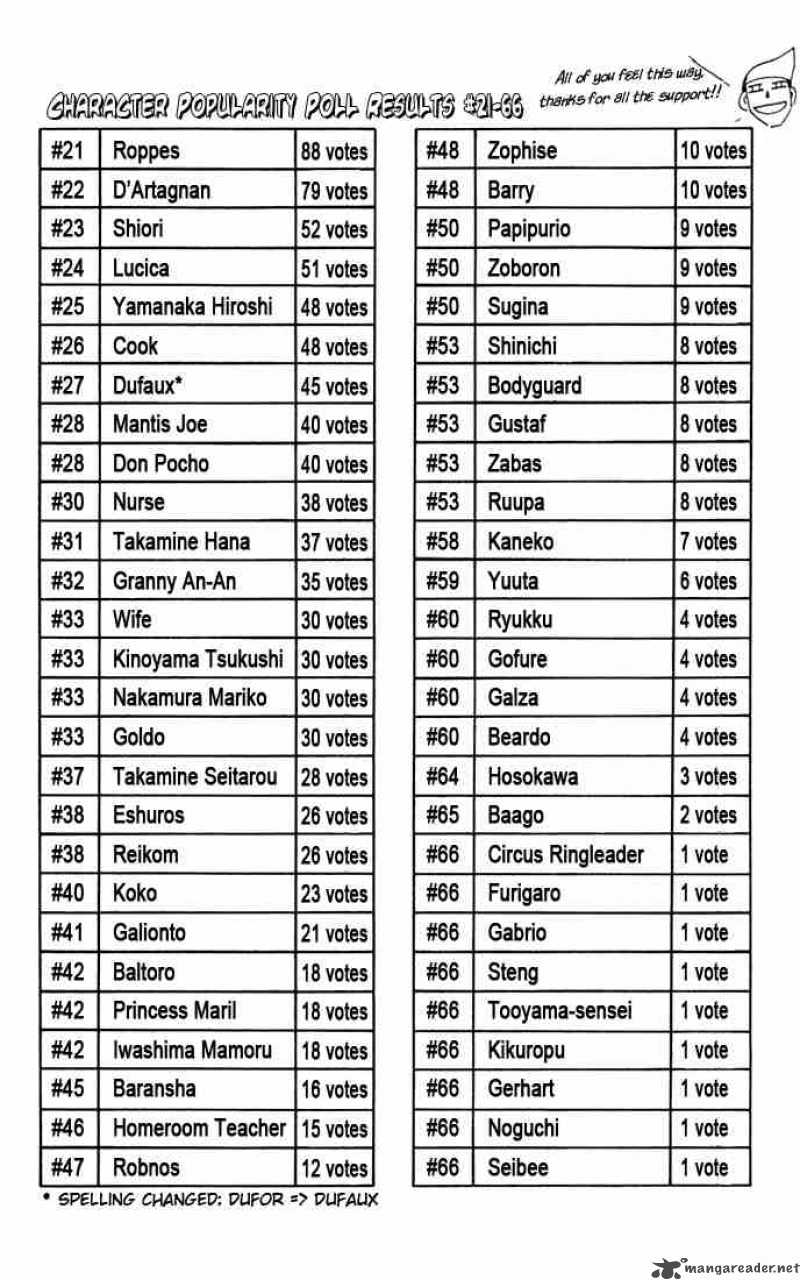 All of you feel this way,
thanks for all the support!!
Character Popularity Poll Results #21-66
#21 Roppes 88 votes
#22 D'Artagnan 79 votes
#23 Shiori 52 votes
#24 Lucica 51 votes
#25 Yamanaka Hiroshi 48 votes
#26 Cook 48 votes
#27 Dufaux* 45 votes
#28 Mantis Joe 40 votes
#28 Don Pocho 40 votes
#30 Nurse 38 votes
#31 Takamine Hana 37 votes
#32 Granny An-An 35 votes
#33 Wife 30 votes
#33 Kinoyama Tsukushi 30 votes
#33 Nakamura Mariko 30 votes
#33 Goldo 30 votes
#37 Takamine Seitarou 28 votes
#38 Eshuros 26 votes
#38 Reikom 26 votes
#40 Koko 23 votes
#41 Galionto 21 votes
#42 Baltoro 18 votes
#42 Princess Maril 18 votes
#42 Iwashima Mamoru 18 votes
#45 Baransha 16 votes
#46 Homeroom Teacher 15 votes
#47 Robnos 12 votes
* SPELLING CHANGED: DUFOR => DUFAUX
#48 Zophise 10 votes
#48 Barry 10 votes
#50 Papipurio 9 votes
#50 Zoboron 9 votes
#50 Sugina 9 votes
#53 Shinichi 8 votes
#53 Bodyguard 8 votes
#53 Gustaf 8 votes
#53 Zabas 8 votes
#53 Ruupa 8 votes
#58 Kaneko 7 votes
#59 Yuuta 6 votes
#60 Ryukku 4 votes
#60 Gofure 4 votes
#60 Galza 4 votes
#60 Beardo 4 votes
#64 Hosokawa 3 votes
#65 Baago 2 votes
#66 Circus Ringleader 1 vote
#66 Furigaro 1 vote
#66 Gabrio 1 vote
#66 Steng 1 vote
#66 Tooyama-sensei 1 vote
#66 Kikuropu 1 vote
#66 Gerhart 1 vote
#66 Noguchi 1 vote
#66 Seibee 1 vote
mangareader.net